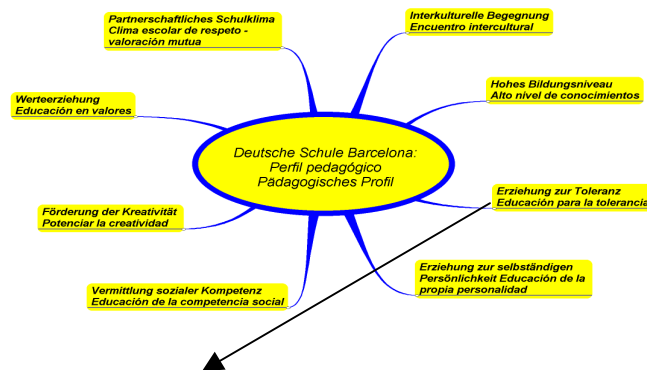 Partnerschaftliches Schulklima
Clima escolar de respeto -
valoración mutua
Interkulturelle Begegnung
Encuentro intercultural
Werteerziehung
Educación en valores
Hohes Bildungsniveau
Alto nivel de conocimientos
Deutsche Schule Barcelona:
Perfil pedagógico
Pädagogisches Profil
Förderung der Kreativität
Potenciar la creatividad
Erziehung zur Toleranz
Educación para la tolerancia
Vermittlung sozialer Kompetenz
Educación de la competencia social
Erziehung zur selbständigen
Persönlichkeit Educación de la
propia personalidad